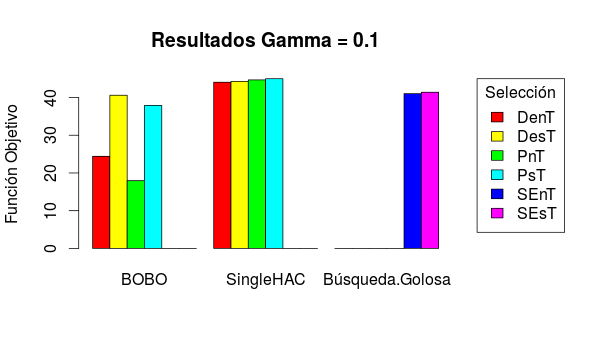 Resultados Gamma = 0.1
Función Objetivo
40
30
20
10
0
BOBO
SingleHAC
Búsqueda.Golosa
Selección
DenT
DesT
PnT
PsT
SEnT
SEsT